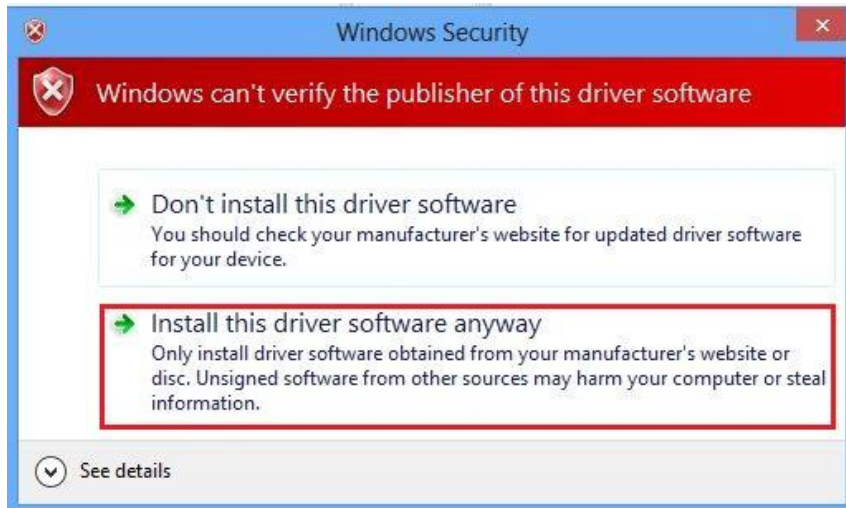 Windows Security
Windows can't verify the publisher of this driver software
Don't install this driver software
You should check your manufacturer's website for updated driver software
for your device.
Install this driver software anyway
Only install driver software obtained from your manufacturer's website or
disc. Unsigned software from other sources may harm your computer or steal
information.
See details